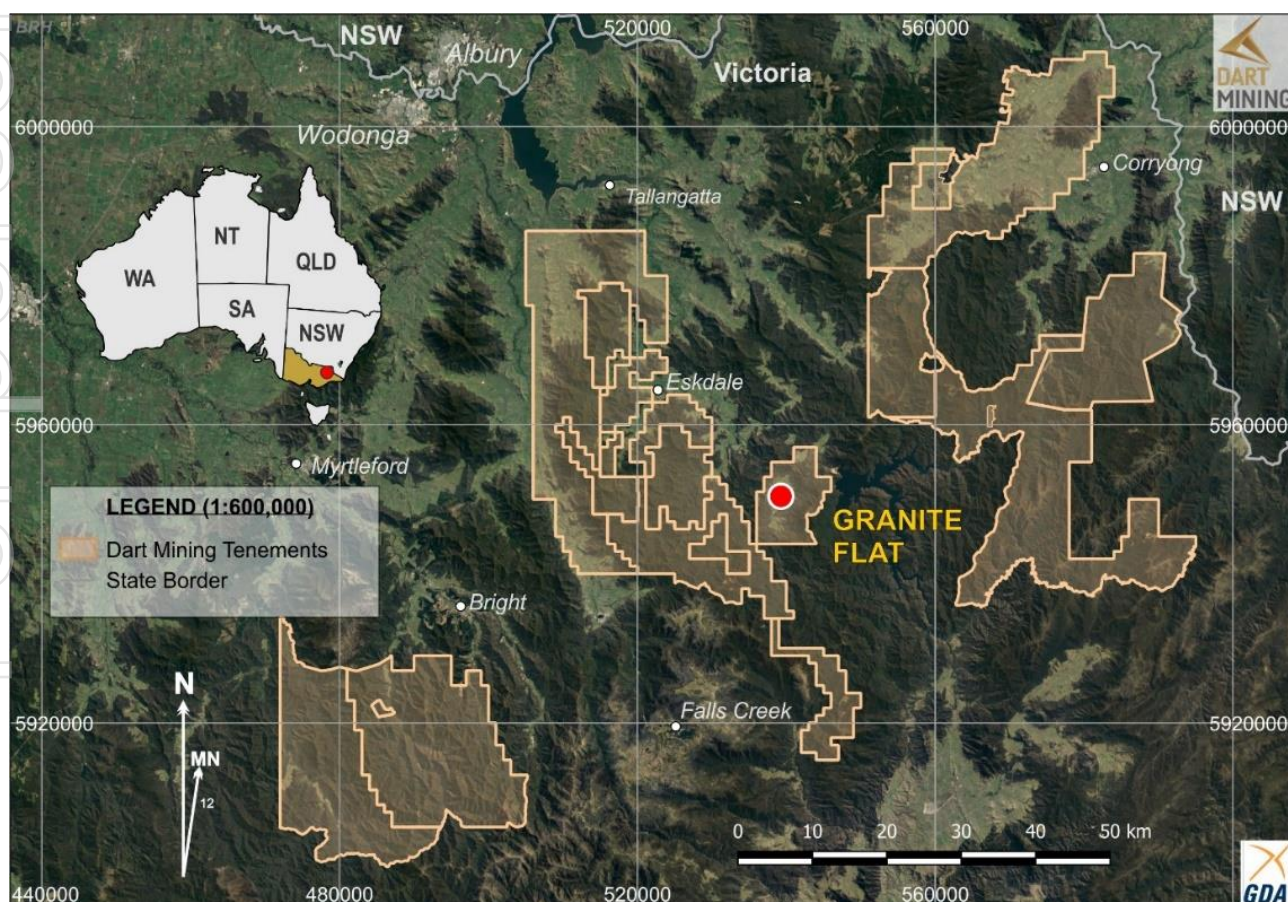 BRH
NSW
Albury
520000
560000
Victoria
DART
MINING
6000000
Wodonga
6000000
Corryong
Tallangatta
NSW
NT
QLD
WA
SA
NSW
Eskdale
5960000
5960000
Myrtleford
LEGEND (1:600,000)
Dart Mining Tenements
State Border
GRANITE
FLAT
Bright
N
Falls Creek
5920000
5920000
MN
12
0 10 20 30 40 50 km
440000
480000
520000
560000
GDA